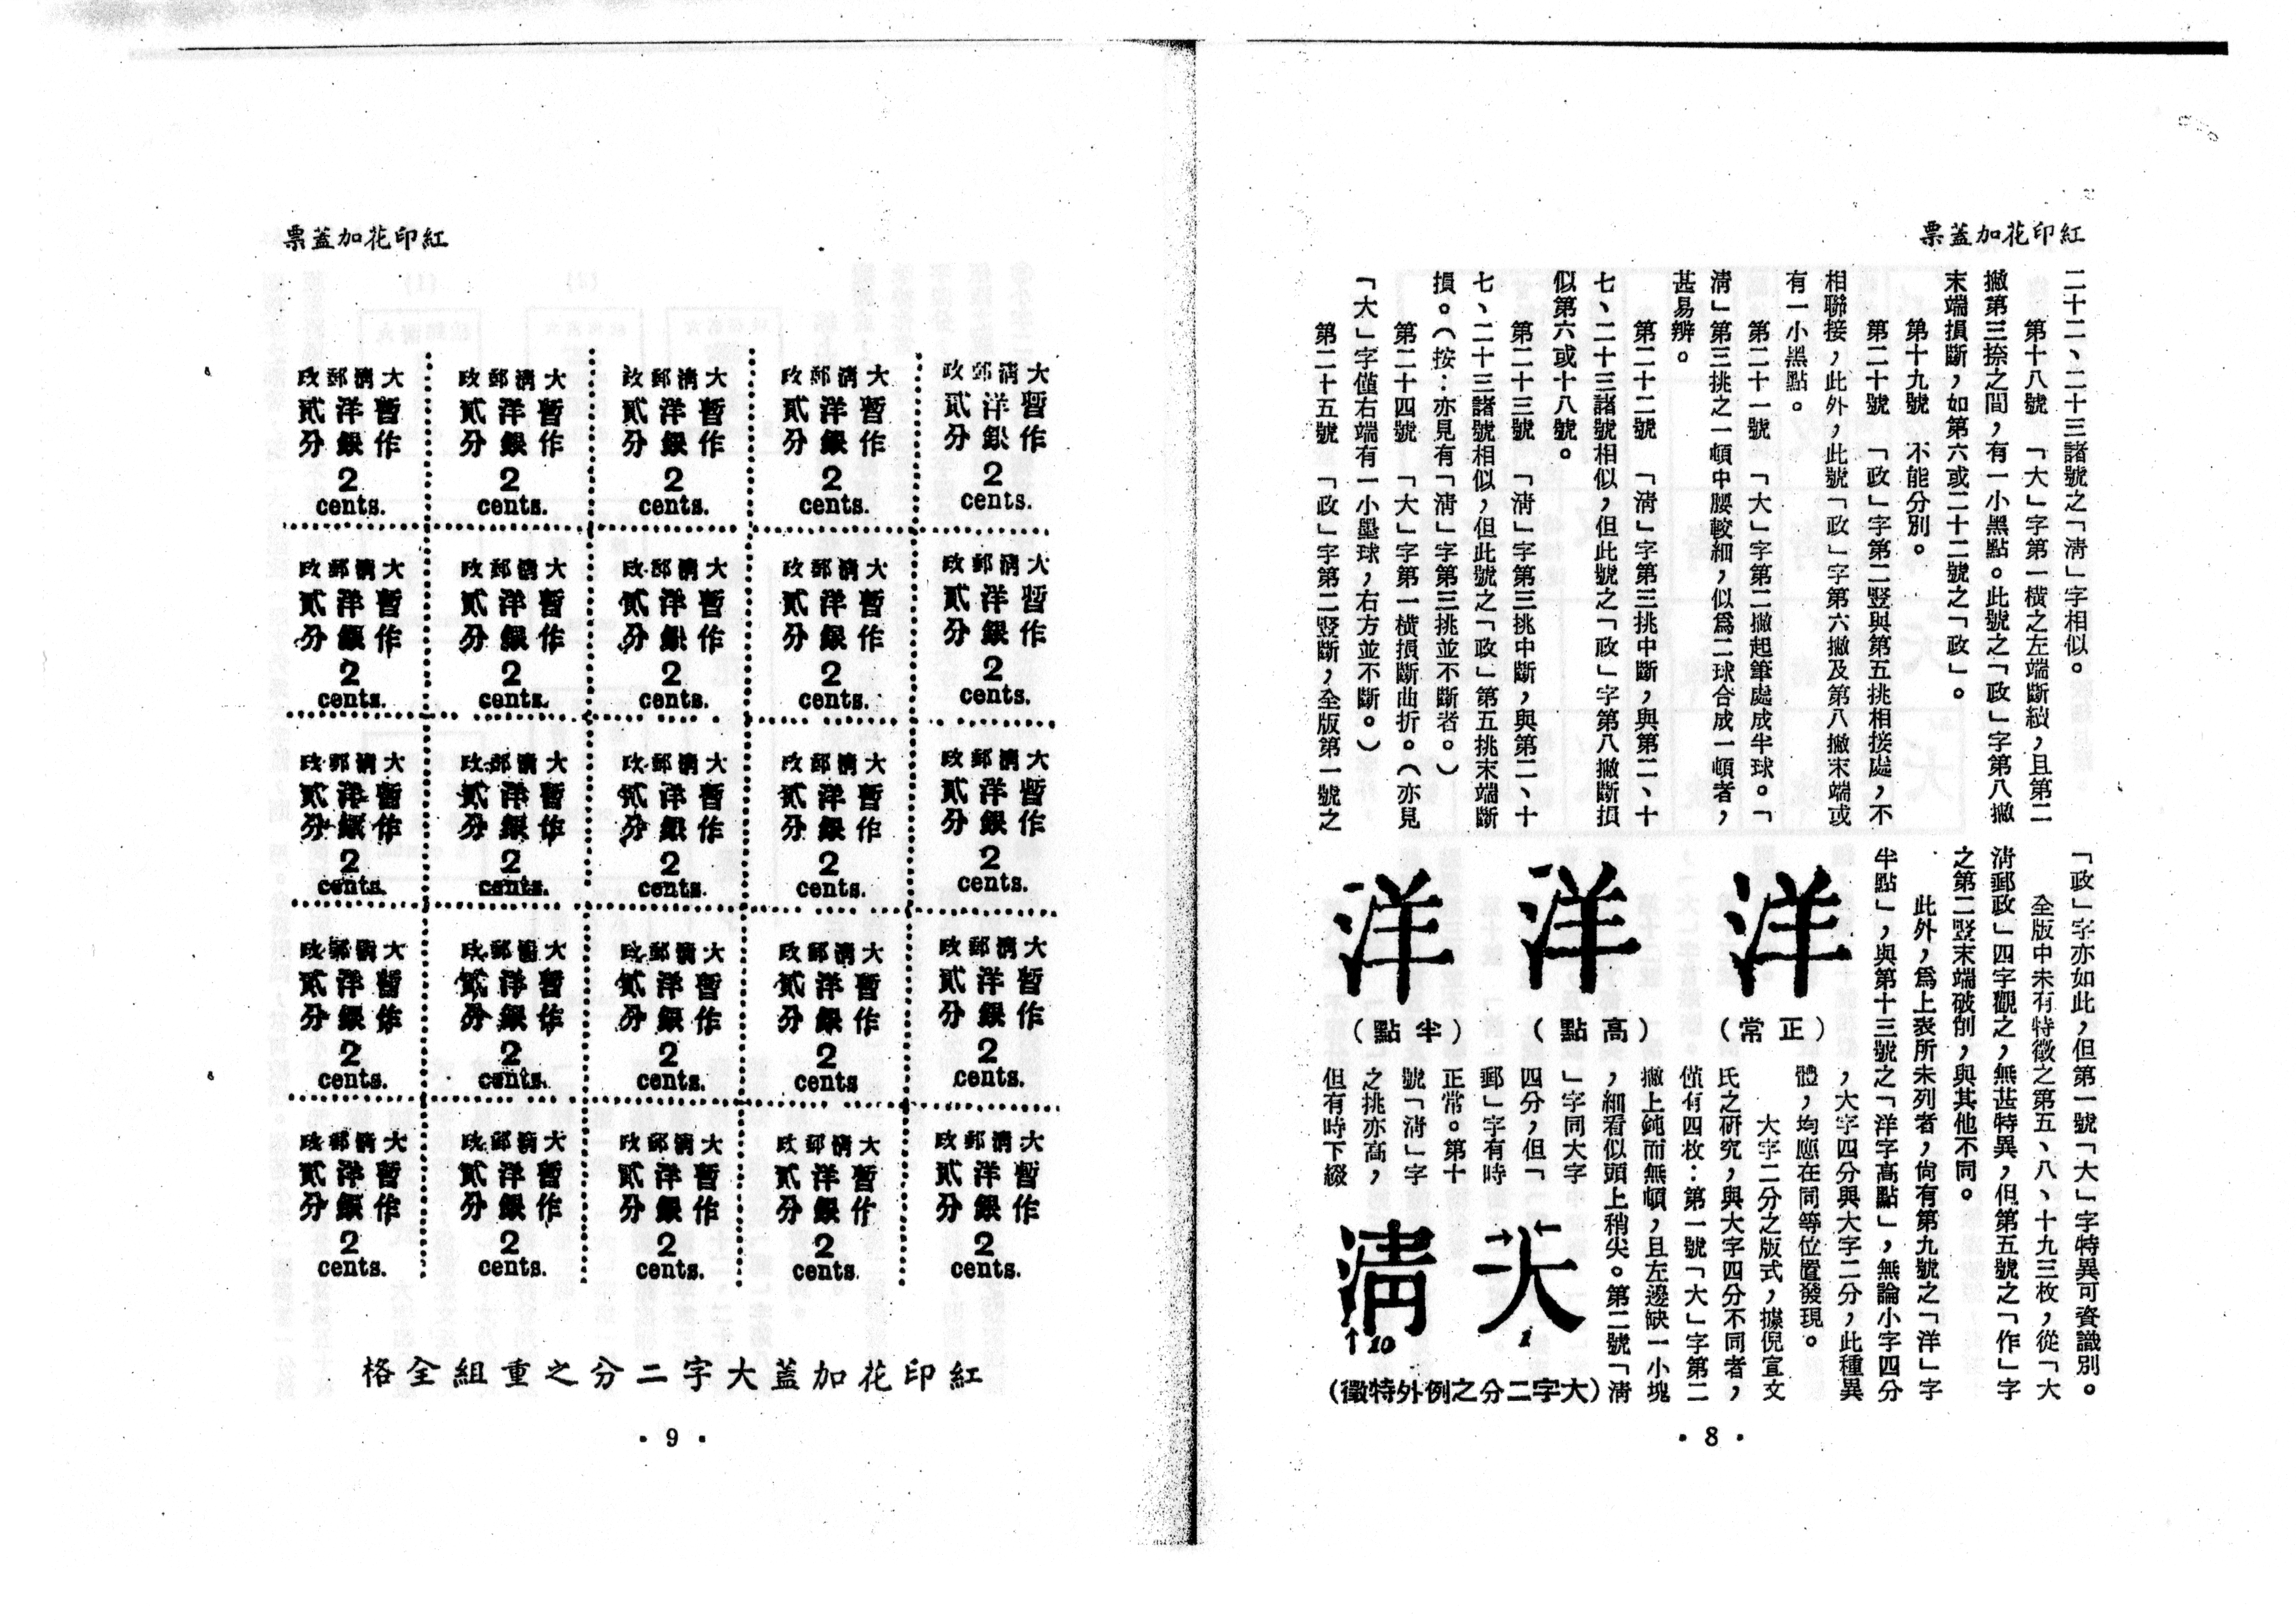 紅印花加蓋票
二十二、二十三諸號之「清」字相似。
第十八號　「大」字第一橫之左端斷續，且第二
撇第三捺之間，有一小黑點。此號之「政」字第八撇
末端損斷，如第六或二十二號之「政」。
第十九號　不能分別。
第二十號　「政」字第二豎與第五挑相接處，不
相聯接，此外，此號「政」字第六撇及第八撇末端或
有一小黑點。
第二十一號　「大」字第二撇起筆處成半球。「
清」第三挑之一頓中腰較細，似為二球合成一頓者，
甚易辨。
第二十二號　「清」字第三挑中斷，與第二、十
七、二十三諸號相似，但此號之「政」字第八撇斷損
似第六或十八號。
第二十三號　「清」字第三挑中斷，與第二、十
七、二十三諸號相似，但此號之「政」第五挑末端斷
損。（按：亦見有「清」字第三挑並不斷者。）
第二十四號　「大」字第一橫損斷曲折。（亦見
「大」字僅右端有一小墨球，右方並不斷。）
第二十五號　「政」字第二豎斷，全版第一號之
「政」字亦如此，但第一號「大」字特異可資識別。
全版中未有特徵之第五、八、十九三枚，從「大
清郵政」四字觀之，無甚特異，但第五號之「作」字
之第二豎末端破削，與其他不同。
此外，為上表所未列者，尚有第九號之「洋」字
半點」，與第十三號之「洋字高點」，無論小字四分
，大字四分與大字二分，此種異
體，均應在同等位置發現。
大字二分之版式，據倪宣文
氏之研究，與大字四分不同者，
僅有四枚：第一號「大」字第二
撇上鈍而無頓，且左邊缺一小塊
，細看似頭上稍尖。第二號「清
」字同大字
四分，但「
郵」字有時
正常。第十
號「清」字
之挑亦高，
但有時下綴
洋
（正常）
洋
（高點）
洋
（半點）
大
1
清
↑10
（大字二分之例外特徵）
• 8 •
紅印花加蓋票
大清郵政
暫作
洋銀
貳分
2
cents.
大清郵政
暫作
洋銀
貳分
2
cents.
大清郵政
暫作
洋銀
貳分
2
cents.
大清郵政
暫作
洋銀
貳分
2
cents.
大清郵政
暫作
洋銀
貳分
2
cents.
大清郵政
暫作
洋銀
貳分
2
cents.
大清郵政
暫作
洋銀
貳分
2
cents.
大清郵政
暫作
洋銀
貳分
2
cents.
大清郵政
暫作
洋銀
貳分
2
cents.
大清郵政
暫作
洋銀
貳分
2
cents.
大清郵政
暫作
洋銀
貳分
2
cents.
大清郵政
暫作
洋銀
貳分
2
cents.
大清郵政
暫作
洋銀
貳分
2
cents.
大清郵政
暫作
洋銀
貳分
2
cents.
大清郵政
暫作
洋銀
貳分
2
cents.
大清郵政
暫作
洋銀
貳分
2
cents.
大清郵政
暫作
洋銀
貳分
2
cents
大清郵政
暫作
洋銀
貳分
2
cents.
大清郵政
暫作
洋銀
貳分
2
cents.
大清郵政
暫作
洋銀
貳分
2
cents.
大清郵政
暫作
洋銀
貳分
2
cents.
大清郵政
暫作
洋銀
貳分
2
cents.
大清郵政
暫作
洋銀
貳分
2
cents.
大清郵政
暫作
洋銀
貳分
2
cents.
大清郵政
暫作
洋銀
貳分
2
cents.
紅印花加蓋大字二分之重組全格
• 9 •